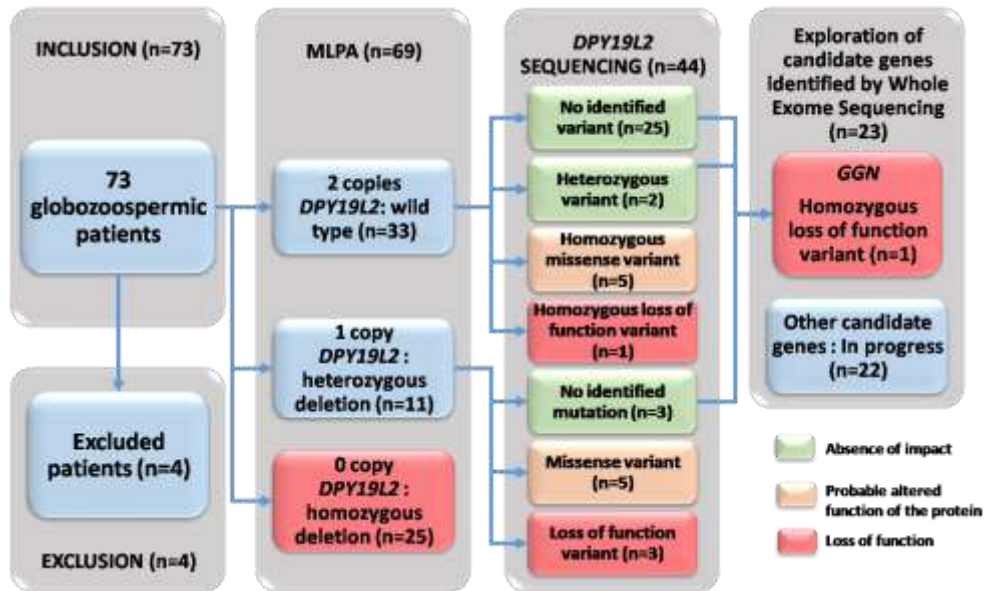 INCLUSION (n=73)
73
globozoospermic
patients
Excluded
patients (n=4)
EXCLUSION (n=4)
MLPA (n=69)
2 copies
DPY19L2: wild
type (n=33)
1 copy
DPY19L2 :
heterozygous
deletion (n=11)
0 copy
DPY19L2 :
homozygous
deletion (n=25)
DPY19L2
SEQUENCING (n=44)
No identified
variant (n=25)
Heterozygous
variant (n=2)
Homozygous
missense variant
(n=5)
Homozygous loss of
function variant
(n=1)
No identified
mutation (n=3)
Missense variant
(n=5)
Loss of function
variant (n=3)
Exploration of
candidate genes
identified by Whole
Exome Sequencing
(n=23)
GGN
Homozygous
loss of function
variant (n=1)
Other candidate
genes : In progress
(n=22)
Absence of impact
Probable altered
function of the protein
Loss of function